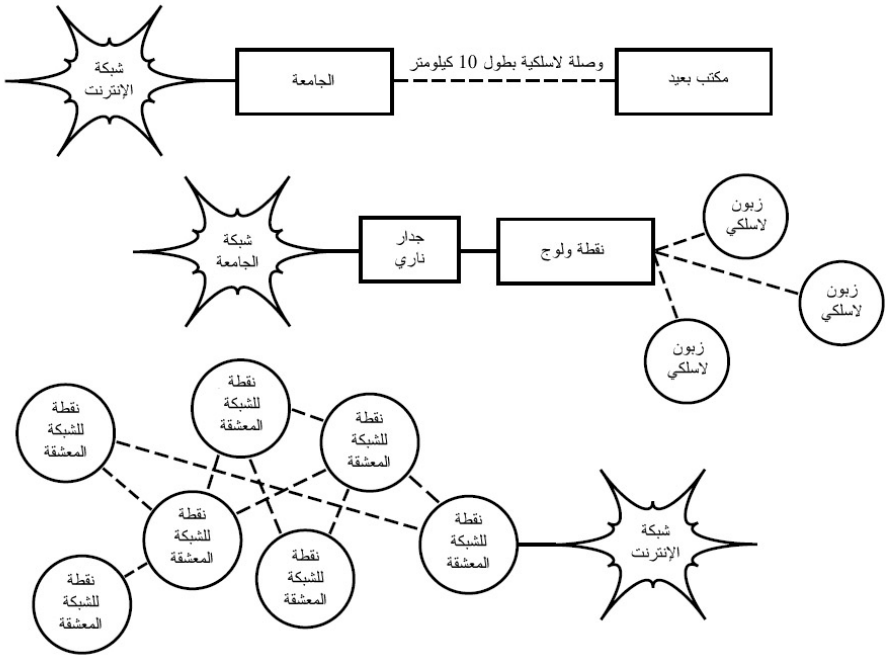 شبكة
الإنترنت
الجامعة
وصلة لاسلكية بطول 10 كيلومتر
مكتب بعيد
شبكة
الجامعة
جدار
ناري
نقطة ولوج
زبون
لاسلكي
زبون
لاسلكي
زبون
لاسلكي
نقطة
للشبكة
المعشقة
نقطة
للشبكة
المعشقة
نقطة
للشبكة
المعشقة
نقطة
للشبكة
المعشقة
نقطة
للشبكة
المعشقة
نقطة
للشبكة
المعشقة
نقطة
للشبكة
المعشقة
شبكة
الإنترنت